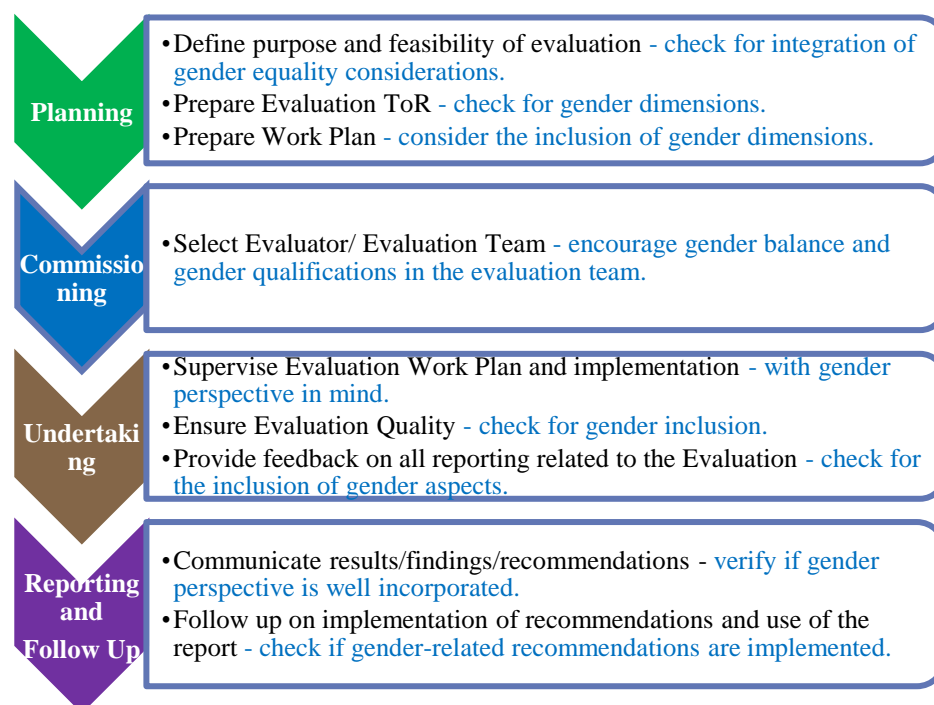 Planning
•Define purpose and feasibility of evaluation - check for integration of
gender equality considerations.
•Prepare Evaluation ToR - check for gender dimensions.
•Prepare Work Plan - consider the inclusion of gender dimensions.
Commissio
ning
•Select Evaluator/ Evaluation Team - encourage gender balance and
gender qualifications in the evaluation team.
Undertaki
ng
•Supervise Evaluation Work Plan and implementation - with gender
perspective in mind.
•Ensure Evaluation Quality - check for gender inclusion.
•Provide feedback on all reporting related to the Evaluation - check for
the inclusion of gender aspects.
Reporting
and
Follow Up
•Communicate results/findings/recommendations - verify if gender
perspective is well incorporated.
•Follow up on implementation of recommendations and use of the
report - check if gender-related recommendations are implemented.